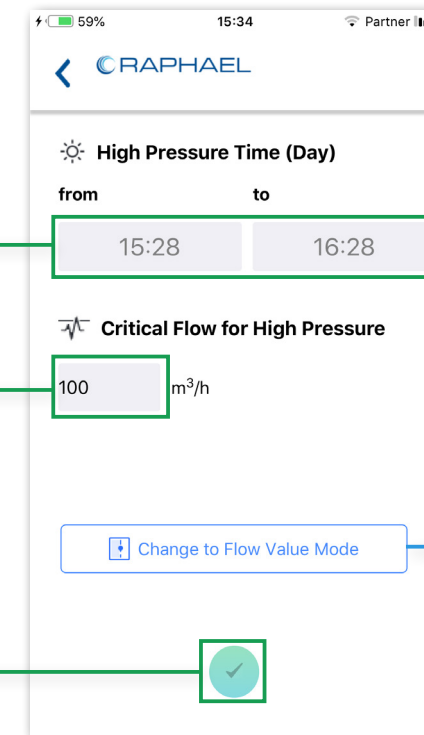 59% 15:34 Partner
RAPHAEL
High Pressure Time (Day)
from to
15:28 16:28
Critical Flow for High Pressure
100 m³/h
Change to Flow Value Mode